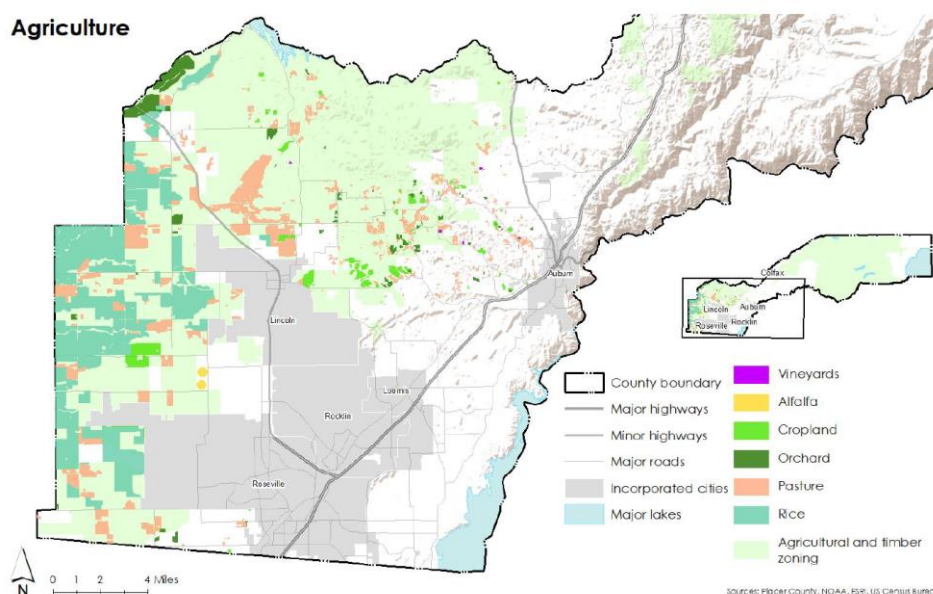 Agriculture
Auburn
Lincoln
Loomis
Rocklin
Roseville
Colfax
Lincoln
Auburn
Roseville
Rocklin
County boundary
Major highways
Minor highways
Major roads
Incorporated cities
Major lakes
Vineyards
Alfalfa
Cropland
Orchard
Pasture
Rice
Agricultural and timber
zoning
N
0 1 2 4 Miles
Sources: Placer County, NOAA, ESRI, US Census Bureau